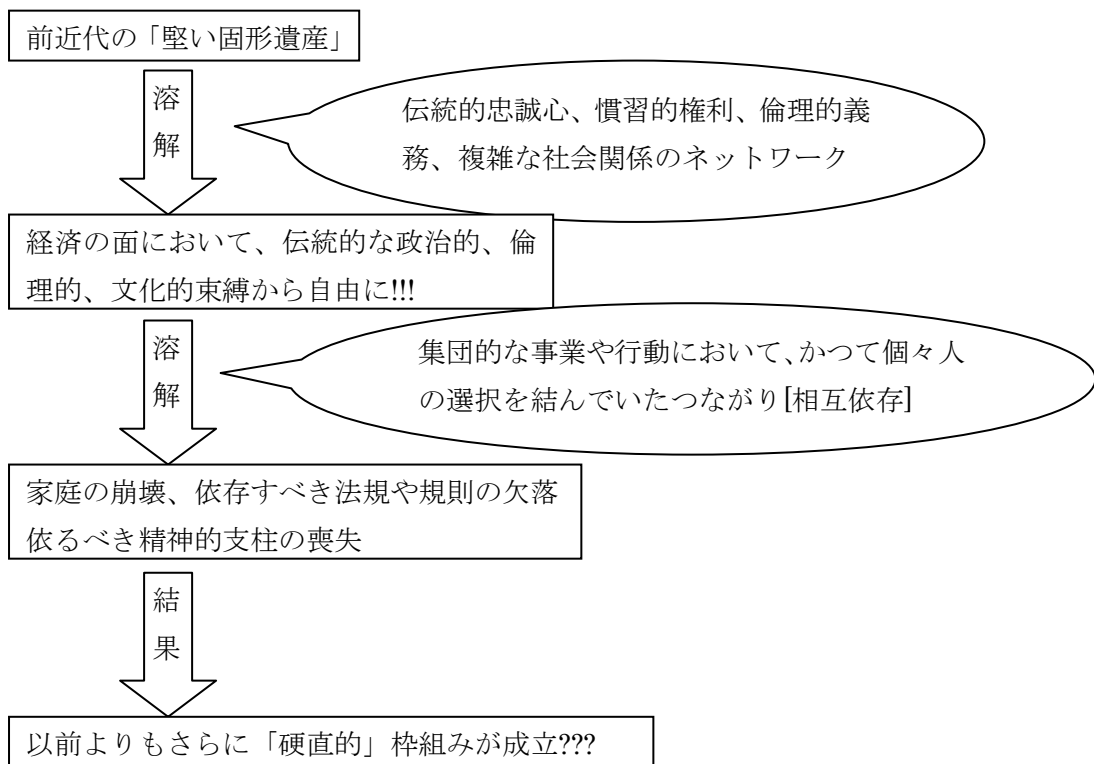 前近代の「堅い固形遺産」
溶
解
伝統的忠誠心、慣習的権利、倫理的義
務、複雑な社会関係のネットワーク
経済の面において、伝統的な政治的、倫
理的、文化的束縛から自由に!!!
溶
解
集団的な事業や行動において、かつて個々人
の選択を結んでいたつながり[相互依存]
家庭の崩壊、依存すべき法規や規則の欠落
依るべき精神的支柱の喪失
結
果
以前よりもさらに「硬直的」枠組みが成立???